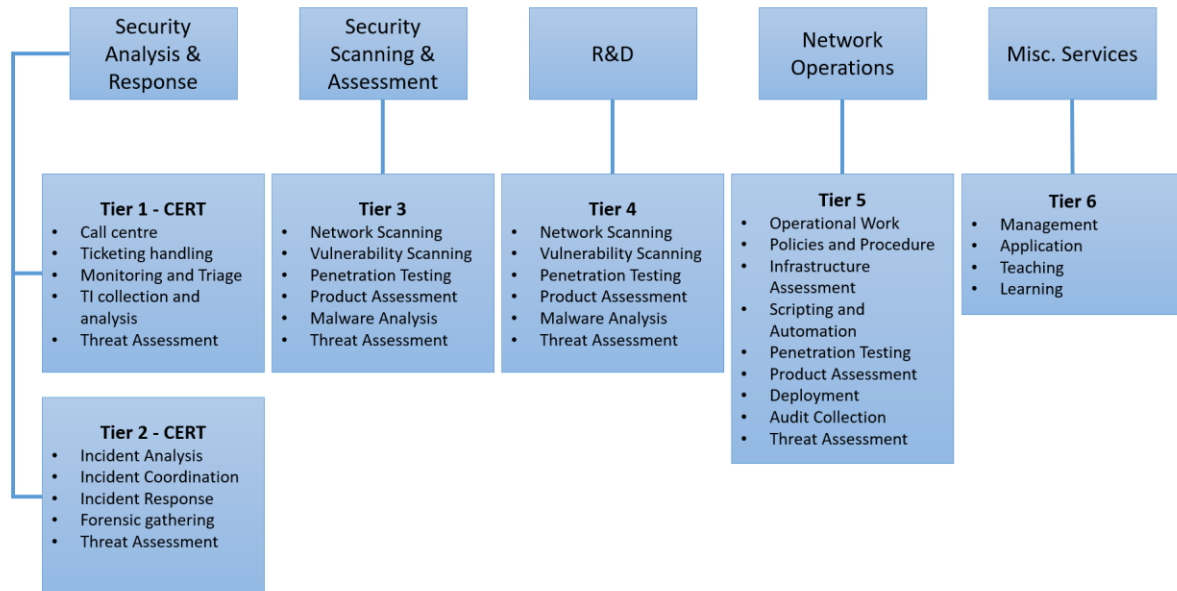 Security
Analysis &
Response
Security
Scanning &
Assessment
R&D
Network
Operations
Misc. Services
Tier 1 - CERT
• Call centre
• Ticketing handling
• Monitoring and Triage
• TI collection and
analysis
• Threat Assessment
Tier 2 - CERT
• Incident Analysis
• Incident Coordination
• Incident Response
• Forensic gathering
• Threat Assessment
Tier 3
• Network Scanning
• Vulnerability Scanning
• Penetration Testing
• Product Assessment
• Malware Analysis
• Threat Assessment
Tier 4
• Network Scanning
• Vulnerability Scanning
• Penetration Testing
• Product Assessment
• Malware Analysis
• Threat Assessment
Tier 5
• Operational Work
• Policies and Procedure
• Infrastructure
Assessment
• Scripting and
Automation
• Penetration Testing
• Product Assessment
• Deployment
• Audit Collection
• Threat Assessment
Tier 6
• Management
• Application
• Teaching
• Learning